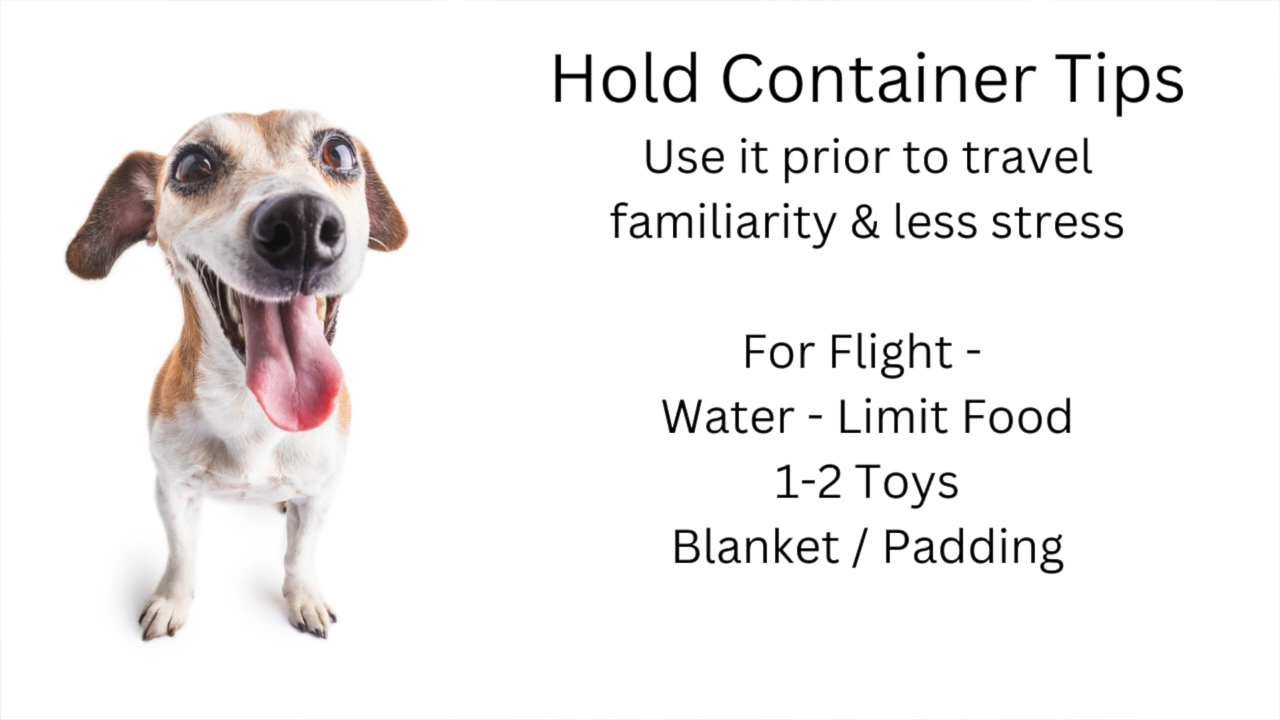 Hold Container Tips
Use it prior to travel
familiarity & less stress
For Flight -
Water - Limit Food
1-2 Toys
Blanket / Padding